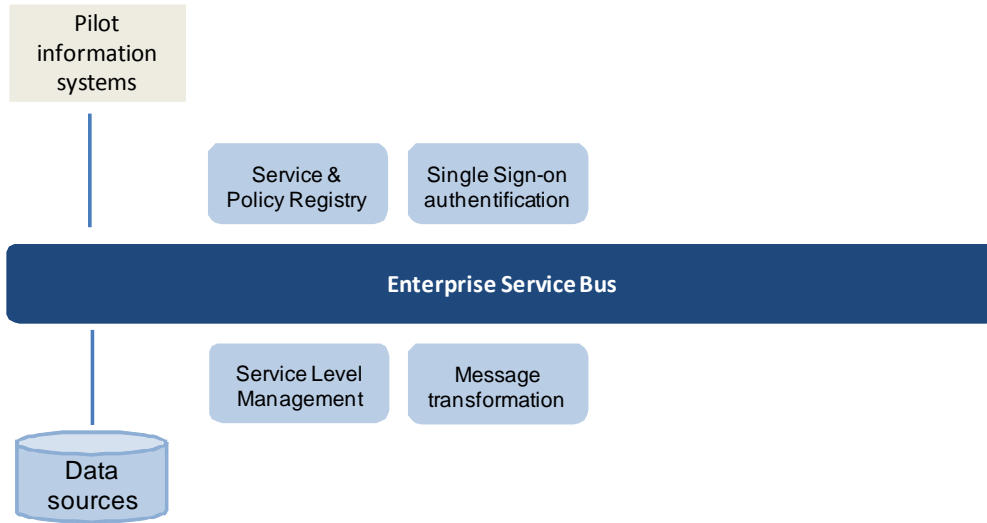 Pilot
information
systems
Service &
Policy Registry
Single Sign-on
authentification
Enterprise Service Bus
Service Level
Management
Message
transformation
Data
sources